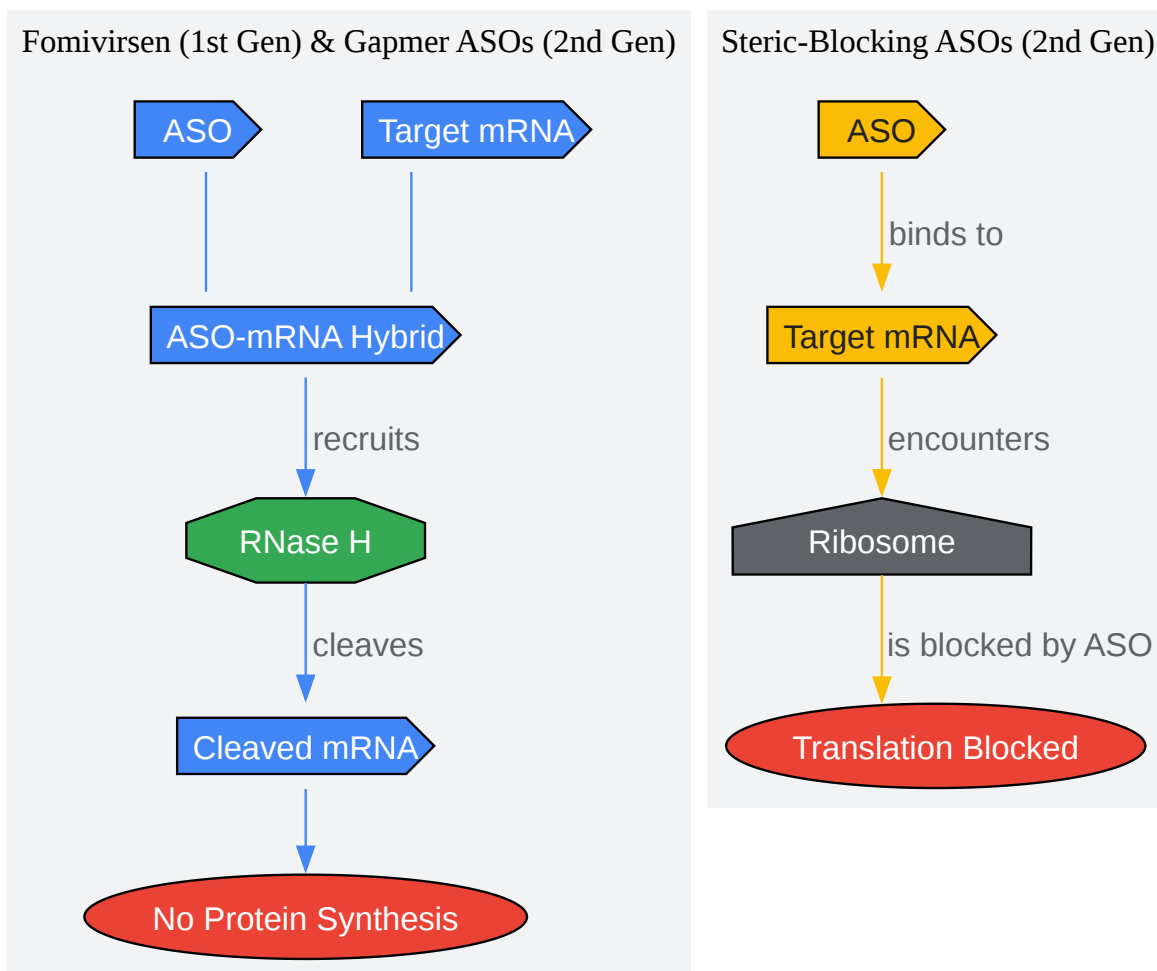 Fomivirsen (1st Gen) & Gapmer ASOs (2nd Gen)
ASO
Target mRNA
ASO-mRNA Hybrid
recruits
RNase H
cleaves
Cleaved mRNA
No Protein Synthesis
Steric-Blocking ASOs (2nd Gen)
ASO
binds to
Target mRNA
encounters
Ribosome
is blocked by ASO
Translation Blocked